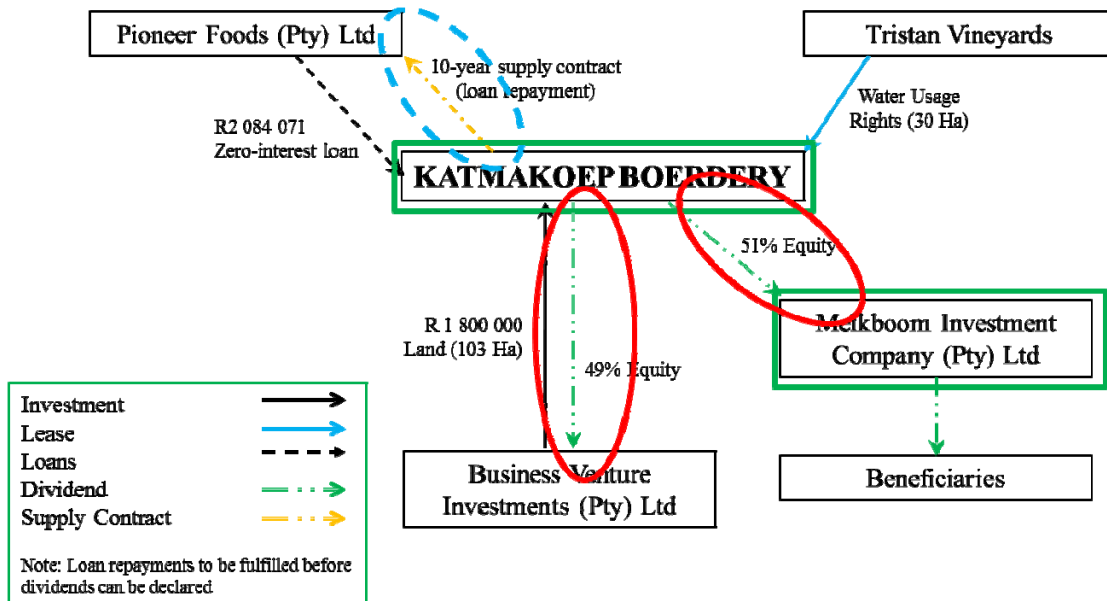 Pioneer Foods (Pty) Ltd
Tristan Vineyards
10-year supply contract
(loan repayment)
Water Usage
Rights (30 Ha)
R2 084 071
Zero-interest loan
KATMAKOEP BOERDERY
51% Equity
R 1 800 000
Land (103 Ha)
49% Equity
Melkboom Investment
Company (Pty) Ltd
Investment
Lease
Loans
Dividend
Supply Contract
Note: Loan repayments to be fulfilled before
dividends can be declared
Business Venture
Investments (Pty) Ltd
Beneficiaries